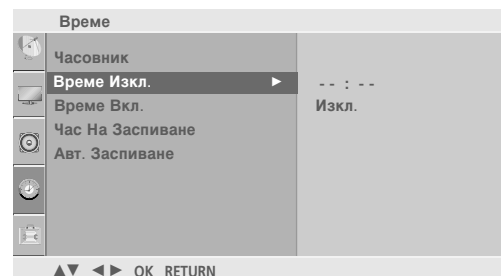 Време
Часовник
Време Изкл. ►
Време Вкл.
Час На Заспиване
Авт. Заспиване
- - : - -
Изкл.
▲▼ ◄► OK RETURN